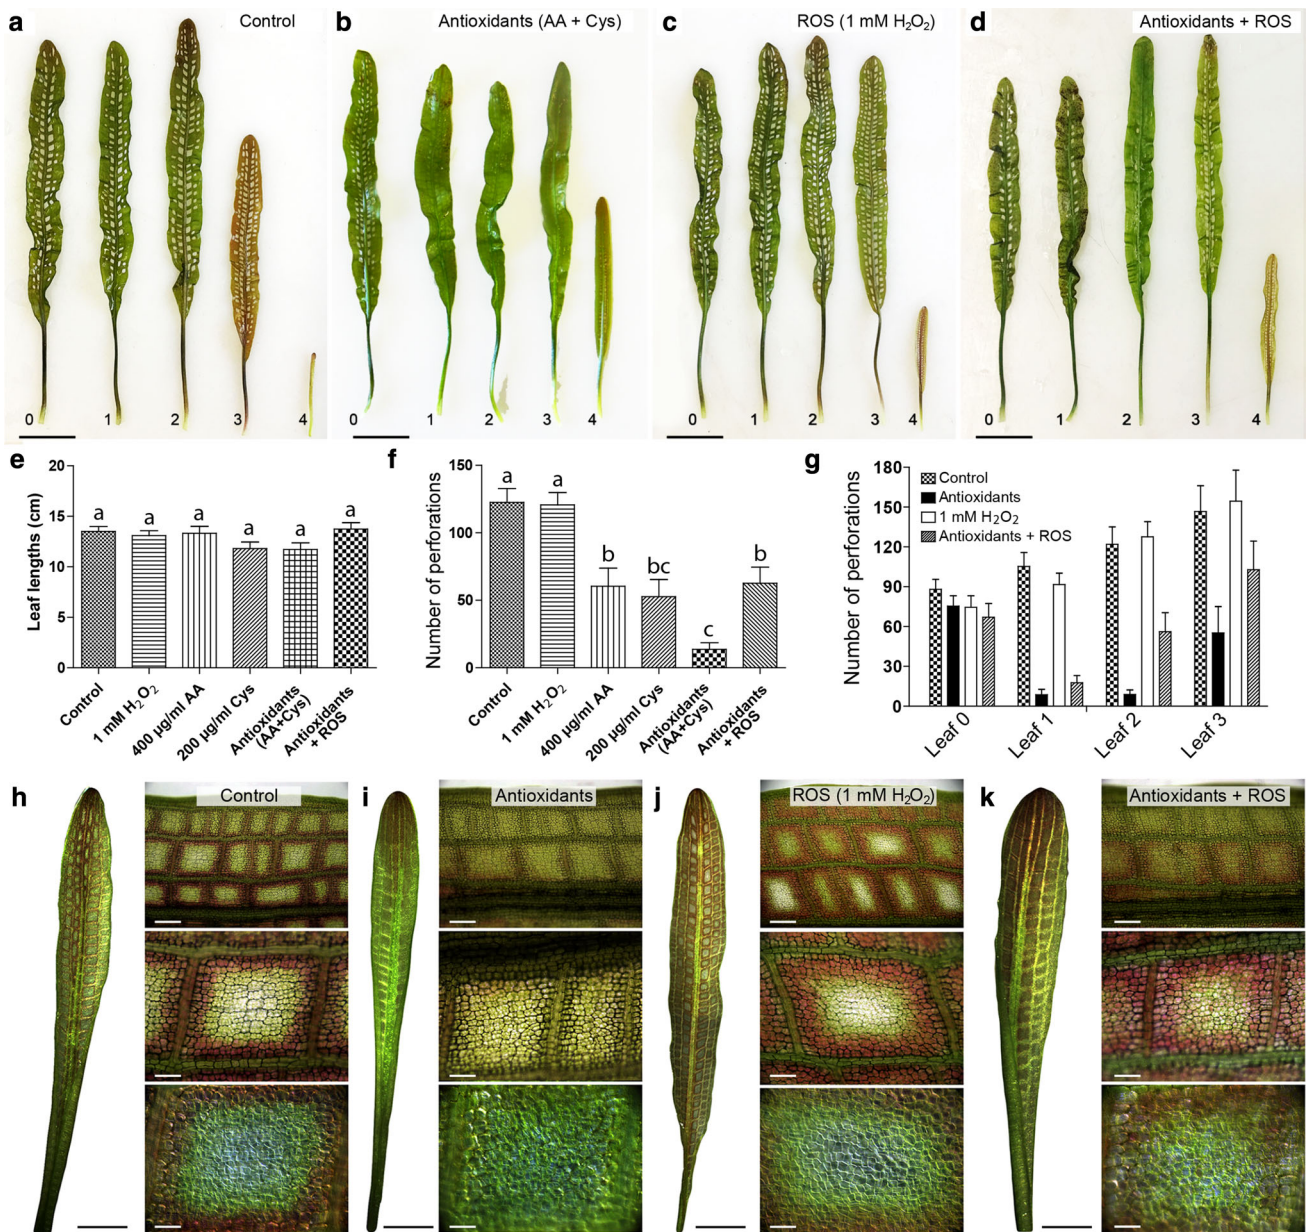 a Control
b Antioxidants (AA + Cys)
c ROS (1 mM H₂O₂)
d Antioxidants + ROS
0 1 2 3 4
0 1 2 3 4
0 1 2 3 4
0 1 2 3 4
e
Leaf lengths (cm)
20
15
10
5
0
a a a a a a
Control
1 mM H₂O₂
400 µg/ml AA
200 µg/ml Cys
Antioxidants
(AA+Cys)
Antioxidants
+ ROS
f
Number of perforations
150
100
50
0
a a b bc c b
Control
1 mM H₂O₂
400 µg/ml AA
200 µg/ml Cys
Antioxidants
(AA+Cys)
Antioxidants
+ ROS
g
Number of perforations
180
150
120
90
60
30
0
Control
Antioxidants
1 mM H₂O₂
Antioxidants + ROS
Leaf 0
Leaf 1
Leaf 2
Leaf 3
h Control
i Antioxidants
j ROS (1 mM H₂O₂)
k Antioxidants + ROS